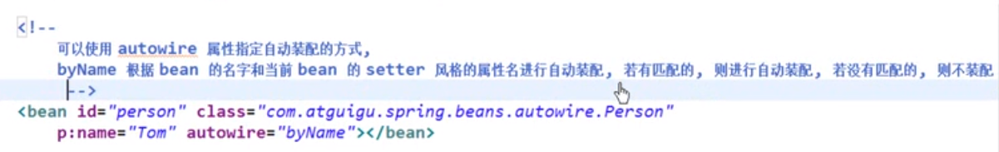 <!--
可以使用 autowire 属性指定自动装配的方式,
byName 根据 bean 的名字和当前 bean 的 setter 风格的属性名进行自动装配, 若有匹配的, 则进行自动装配, 若没有匹配的, 则不装配
-->
<bean id="person" class="com.atguigu.spring.beans.autowire.Person"
p:name="Tom" autowire="byName"></bean>